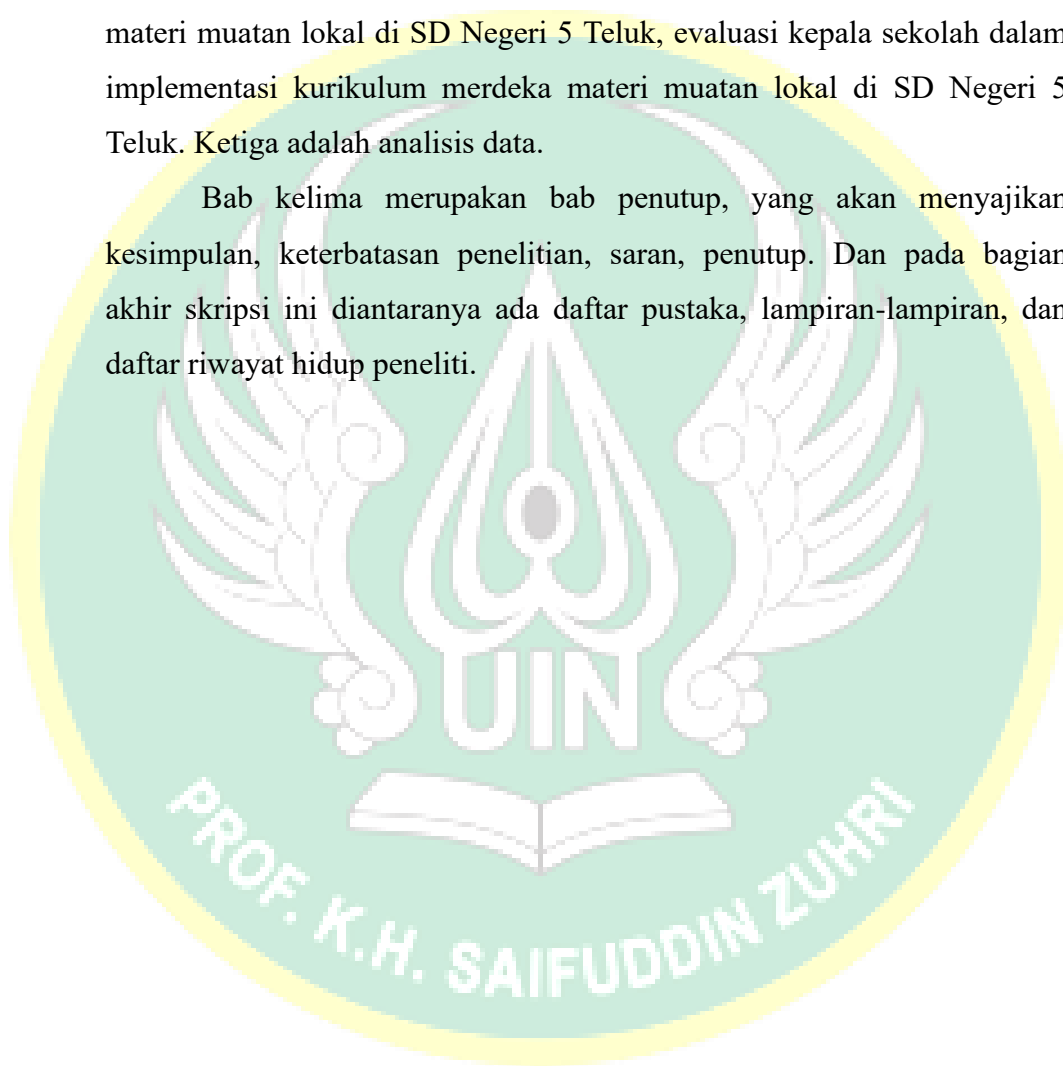 materi muatan lokal di SD Negeri 5 Teluk, evaluasi kepala sekolah dalam
implementasi kurikulum merdeka materi muatan lokal di SD Negeri 5
Teluk. Ketiga adalah analisis data.
Bab kelima merupakan bab penutup, yang akan menyajikan
kesimpulan, keterbatasan penelitian, saran, penutup. Dan pada bagian
akhir skripsi ini diantaranya ada daftar pustaka, lampiran-lampiran, dan
daftar riwayat hidup peneliti.
UIN
PROF. K.H. SAIFUDDIN ZUHRI